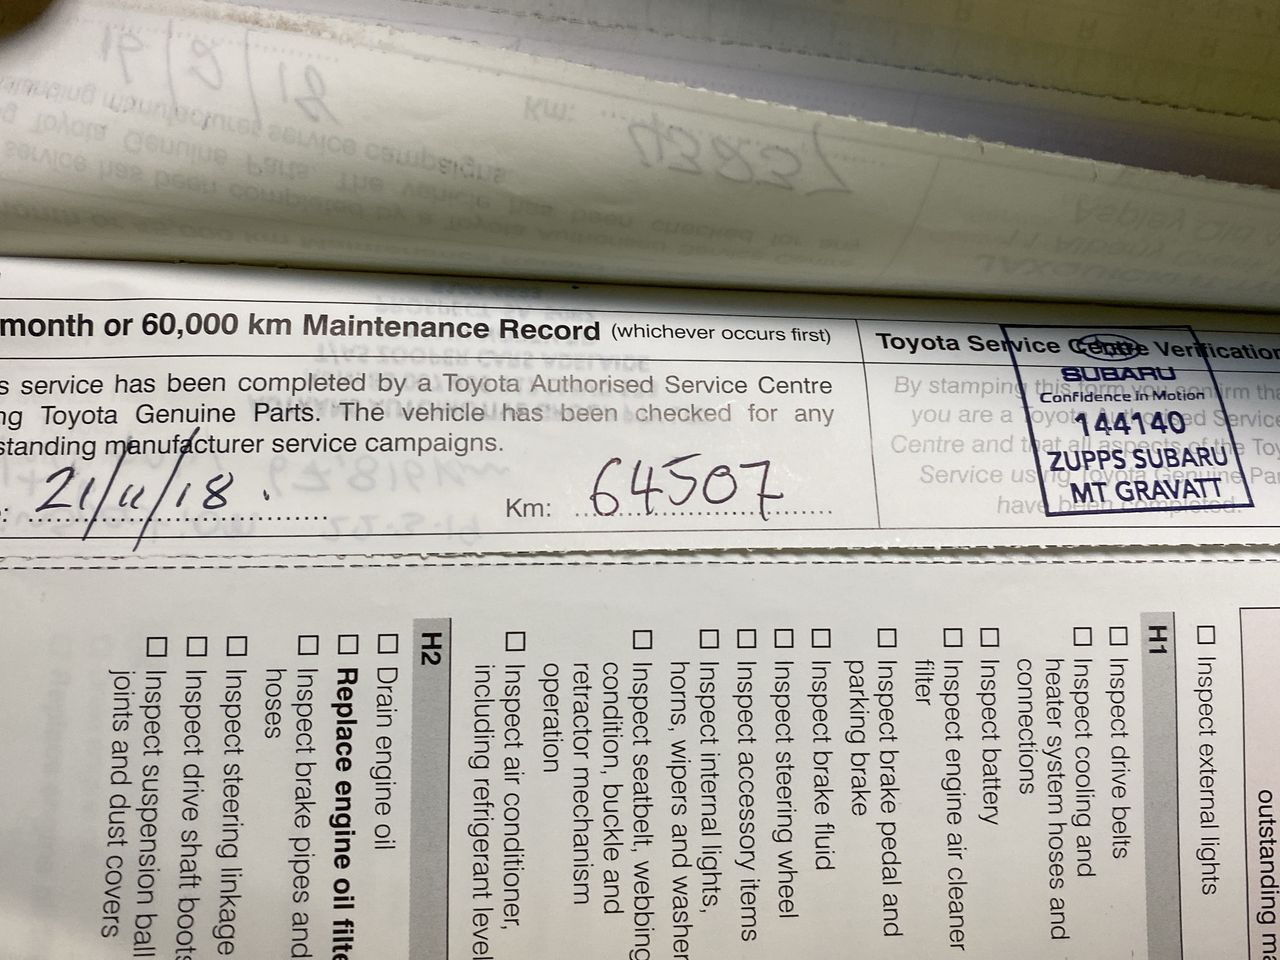 month or 60,000 km Maintenance Record (whichever occurs first)
s service has been completed by a Toyota Authorised Service Centre
ng Toyota Genuine Parts. The vehicle has been checked for any
standing manufacturer service campaigns.
: 21/11/18. Km: 64507
Toyota Service Centre Verification
By stamping this form you confirm tha
you are a Toyota Authorised Service
Centre and that all aspects of the Toy
Service using Toyota Genuine Par
have been completed.
SUBARU
Confidence in Motion
144140
ZUPPS SUBARU
MT GRAVATT
outstanding ma
☐ Inspect external lights
H1
☐ Inspect drive belts
☐ Inspect cooling and
heater system hoses and
connections
☐ Inspect battery
☐ Inspect engine air cleaner
filter
☐ Inspect brake pedal and
parking brake
☐ Inspect brake fluid
☐ Inspect steering wheel
☐ Inspect accessory items
☐ Inspect internal lights,
horns, wipers and washer
☐ Inspect seatbelt, webbing
condition, buckle and
retractor mechanism
operation
☐ Inspect air conditioner,
including refrigerant level
H2
☐ Drain engine oil
☐ Replace engine oil filte
☐ Inspect brake pipes and
hoses
☐ Inspect steering linkage
☐ Inspect drive shaft boots
☐ Inspect suspension ball
joints and dust covers